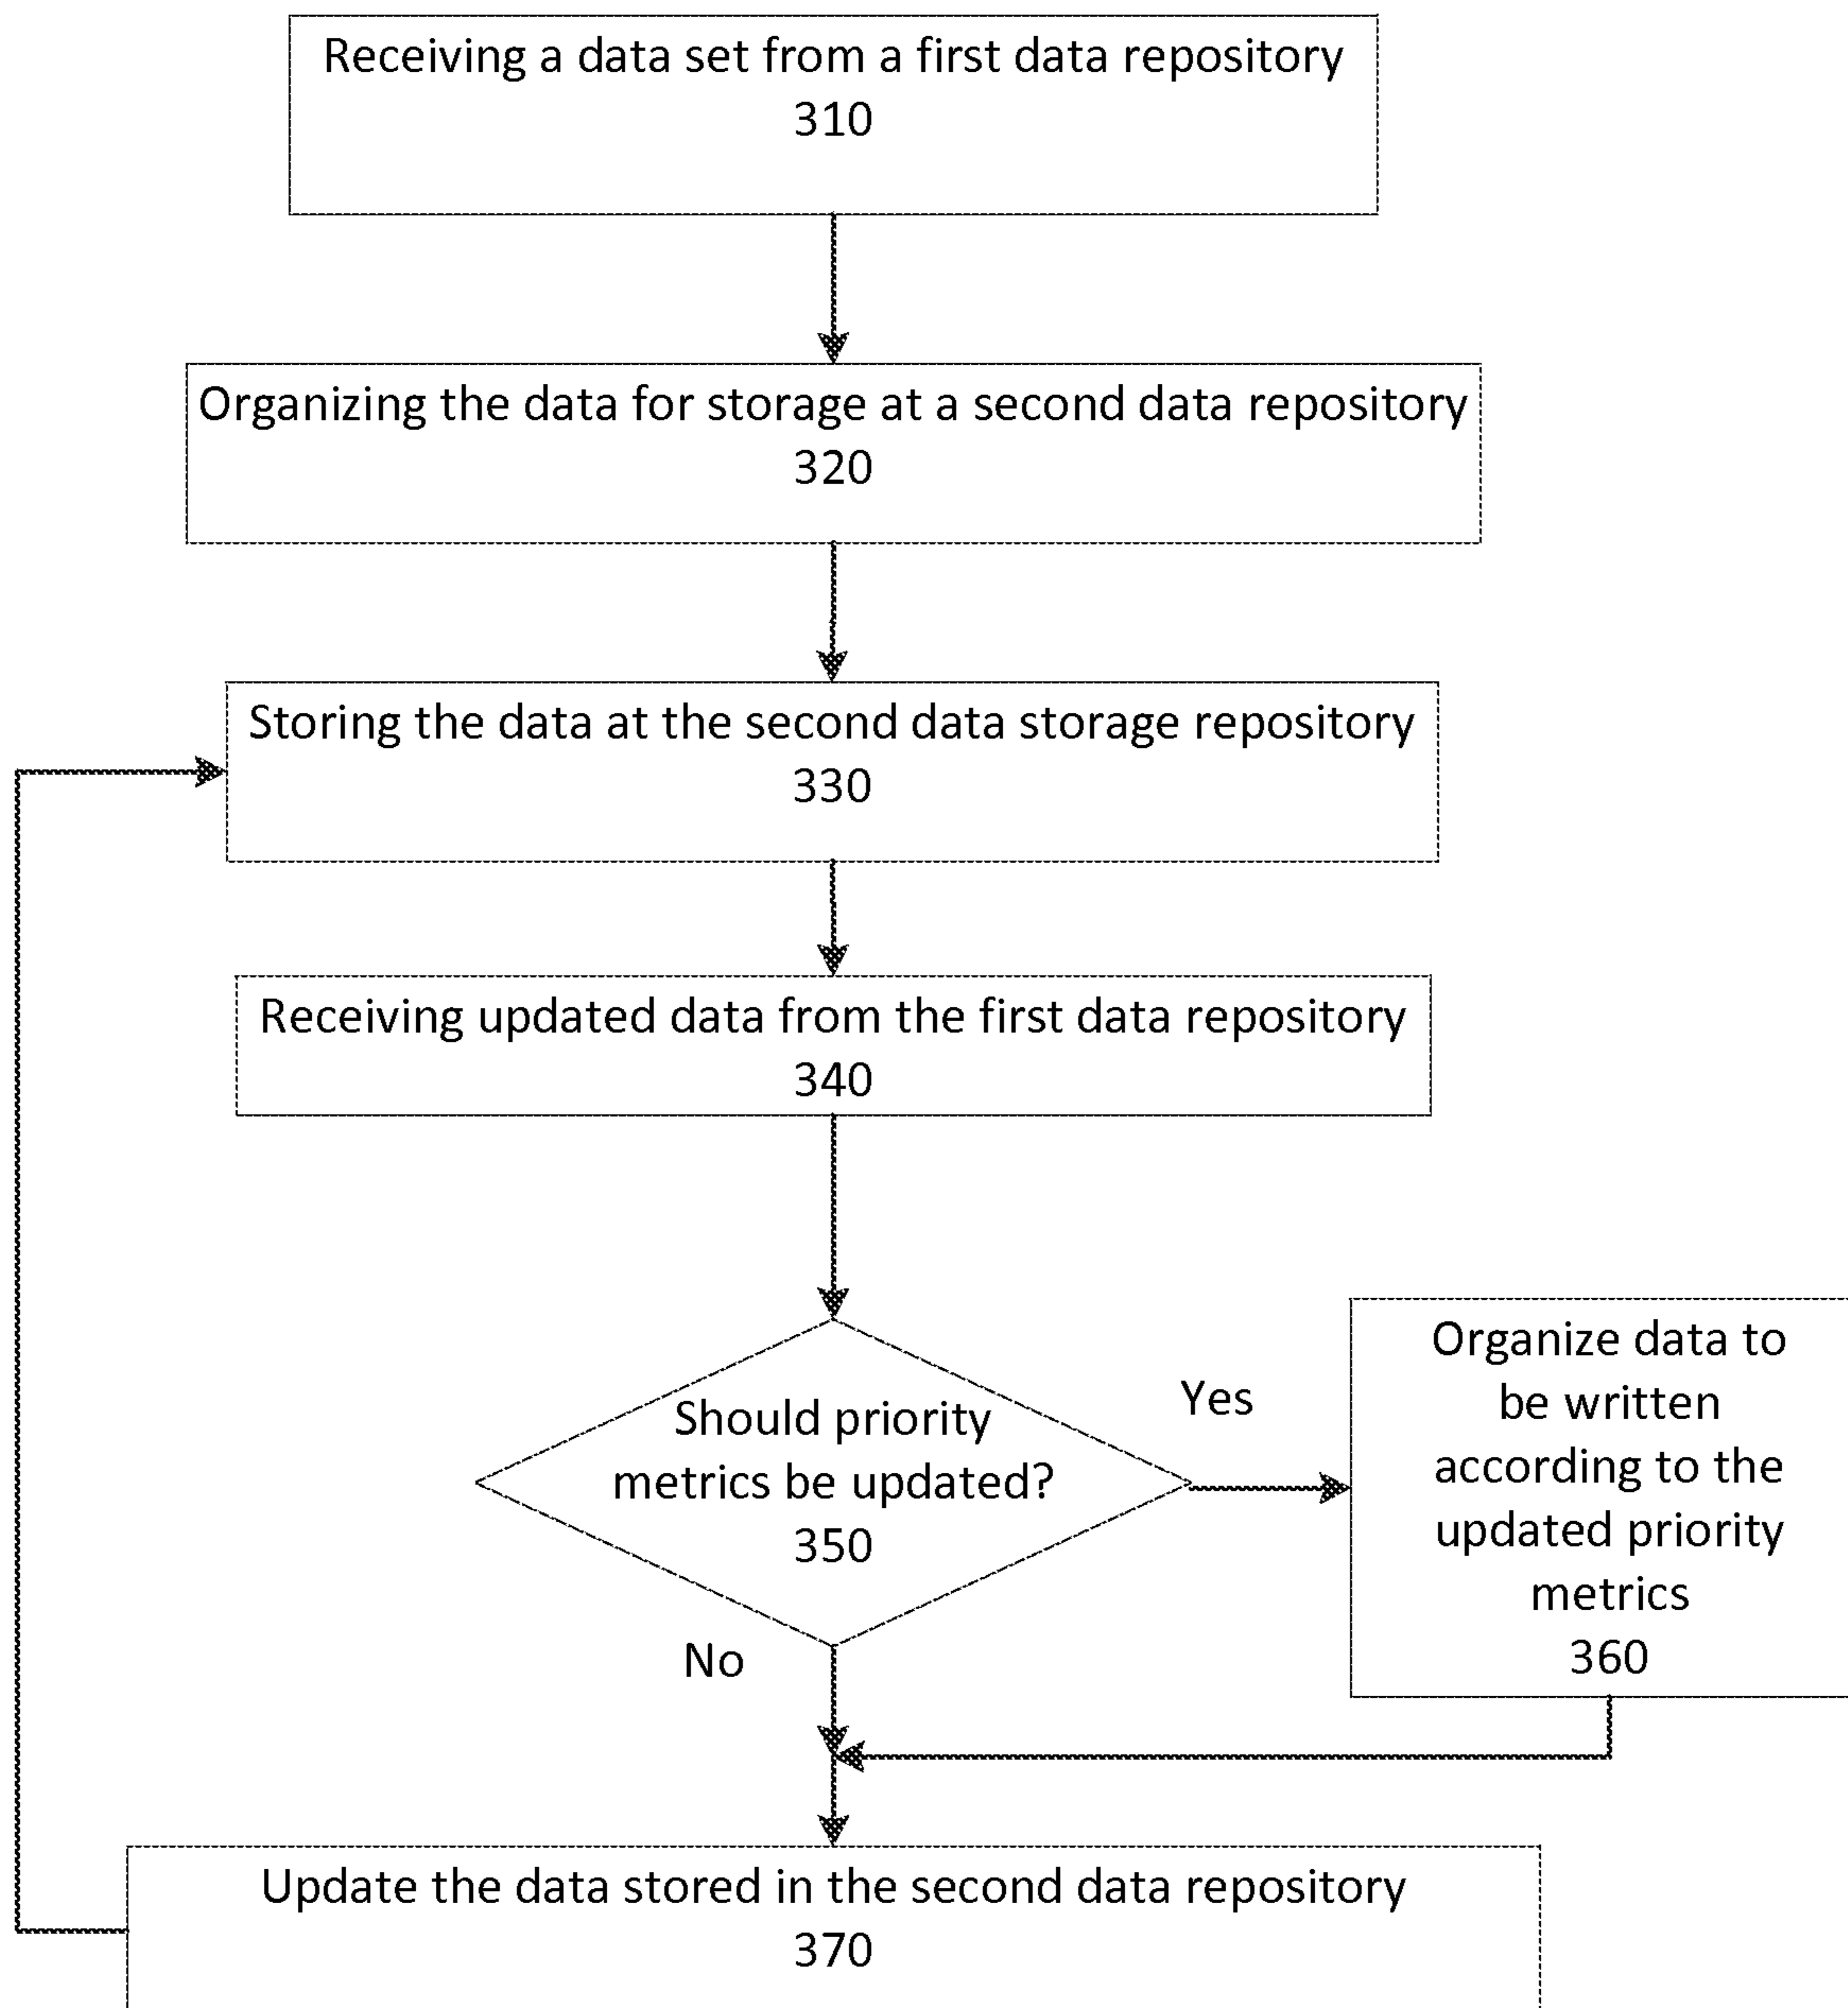 Receiving a data set from a first data repository
310
Organizing the data for storage at a second data repository
320
Storing the data at the second data storage repository
330
Receiving updated data from the first data repository
340
Should priority
metrics be updated?
350
Yes
Organize data to
be written
according to the
updated priority
metrics
360
No
Update the data stored in the second data repository
370